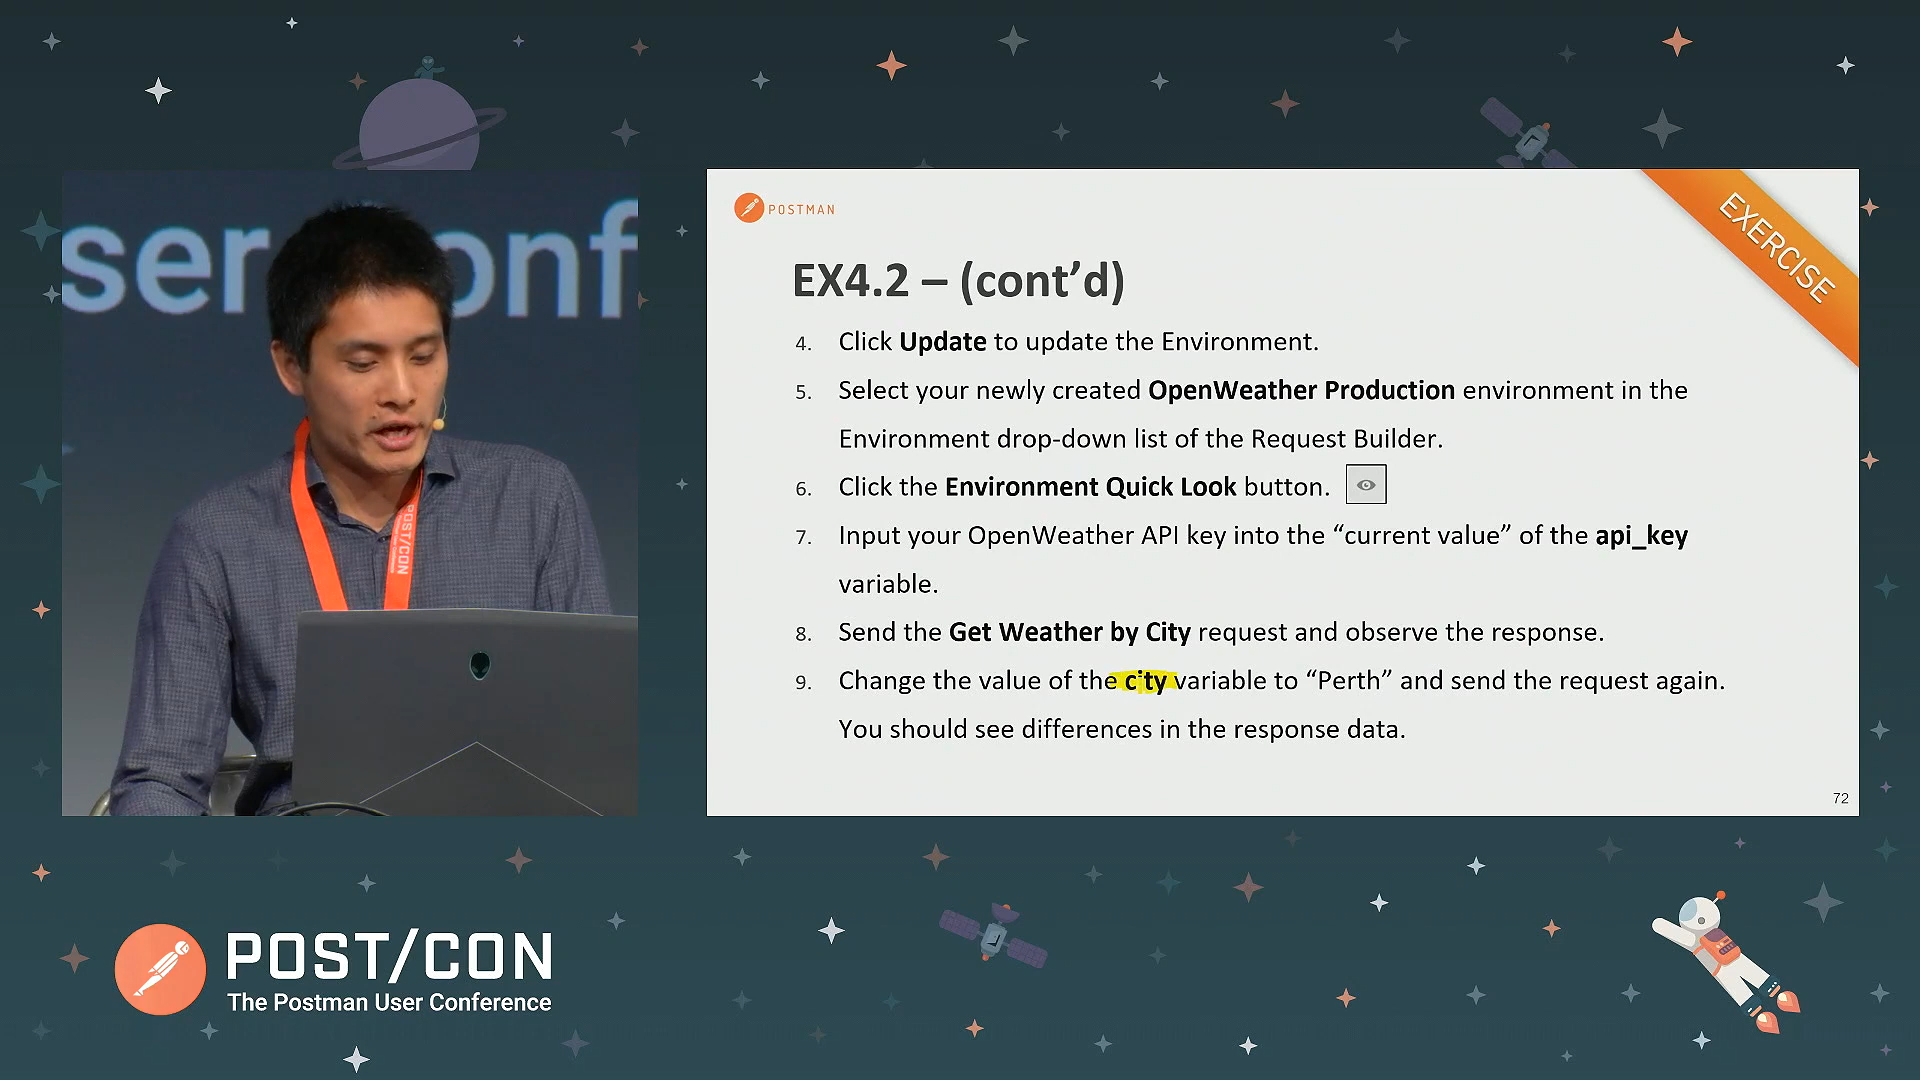 ser Conf
POST/CON
POSTMAN
EXERCISE
EX4.2 – (cont’d)
4. Click Update to update the Environment.
5. Select your newly created OpenWeather Production environment in the
Environment drop-down list of the Request Builder.
6. Click the Environment Quick Look button.
7. Input your OpenWeather API key into the “current value” of the api_key
variable.
8. Send the Get Weather by City request and observe the response.
9. Change the value of the city variable to “Perth” and send the request again.
You should see differences in the response data.
72
POST/CON
The Postman User Conference